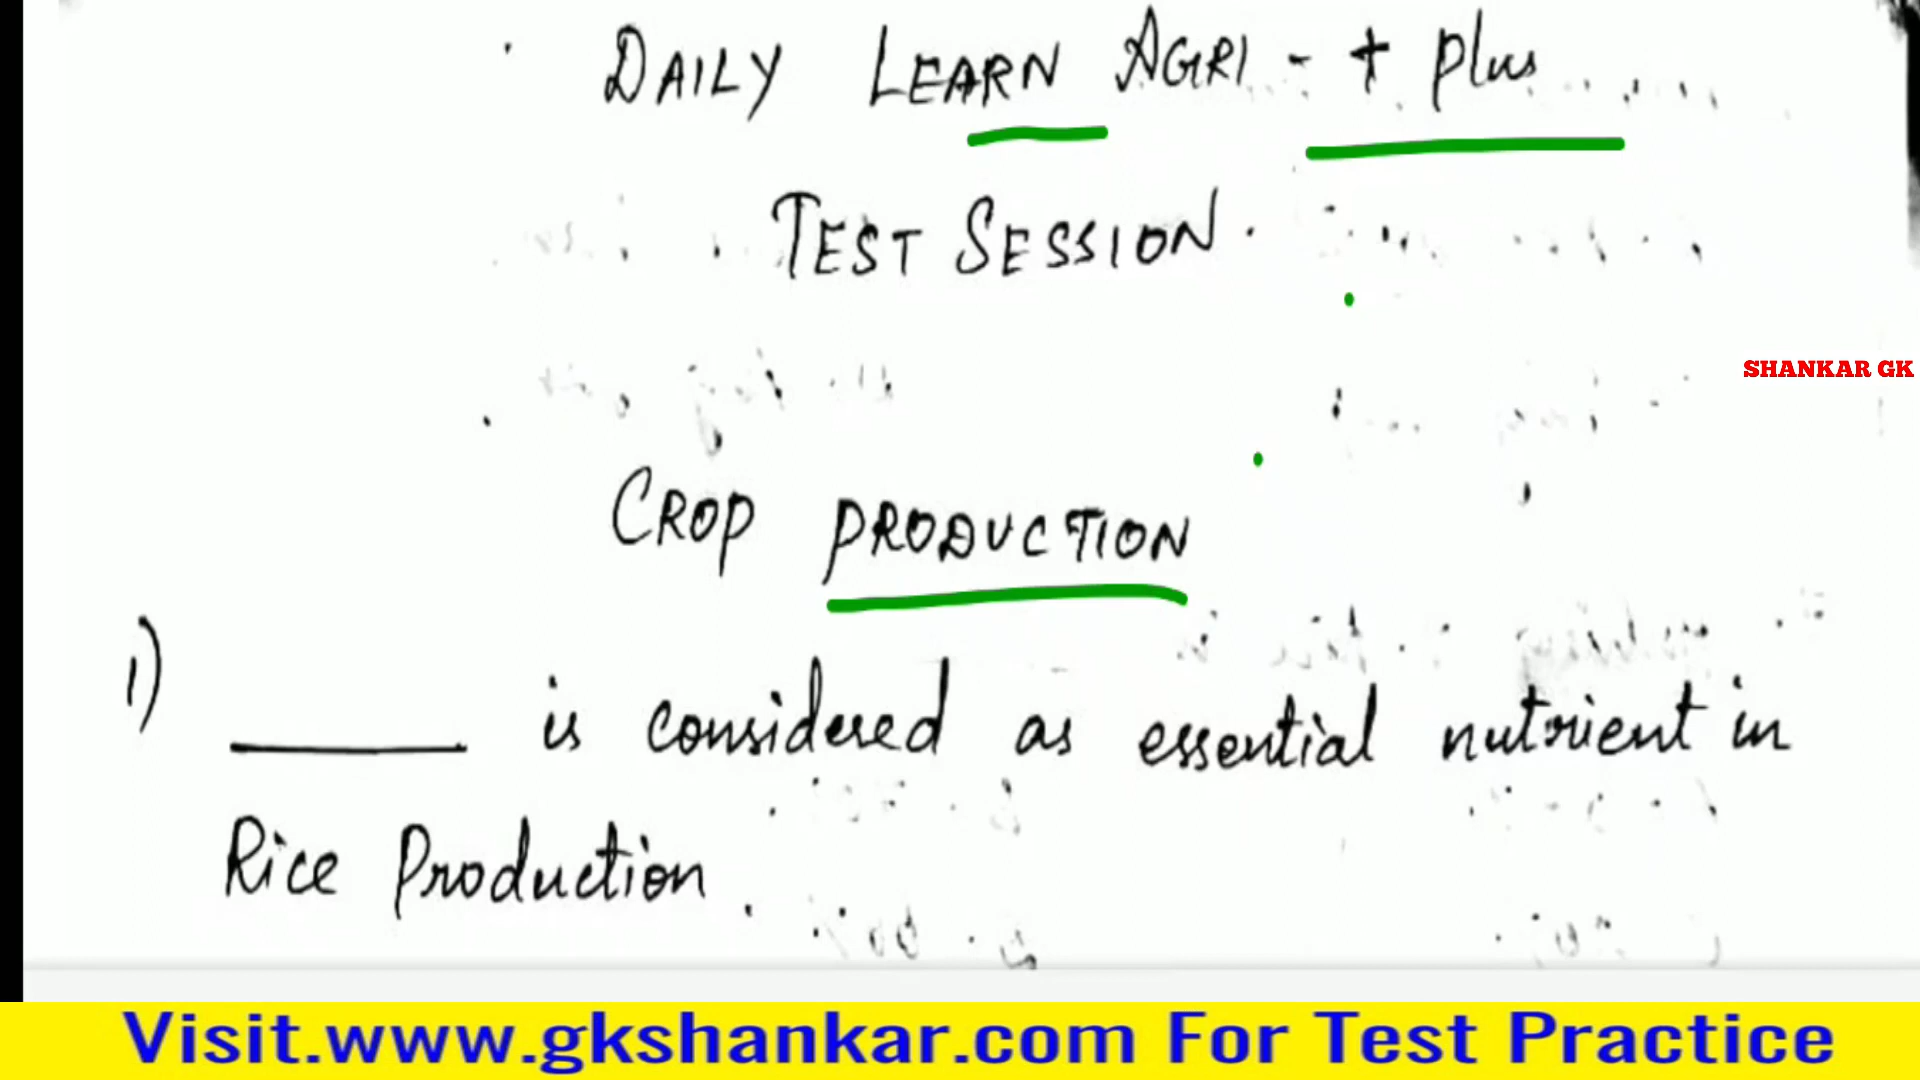 DAILY LEARN AGRI - + Plus
TEST SESSION.
SHANKAR GK
CROP PRODUCTION
1) ______ is considered as essential nutrient in
Rice Production.
Visit.www.gkshankar.com For Test Practice